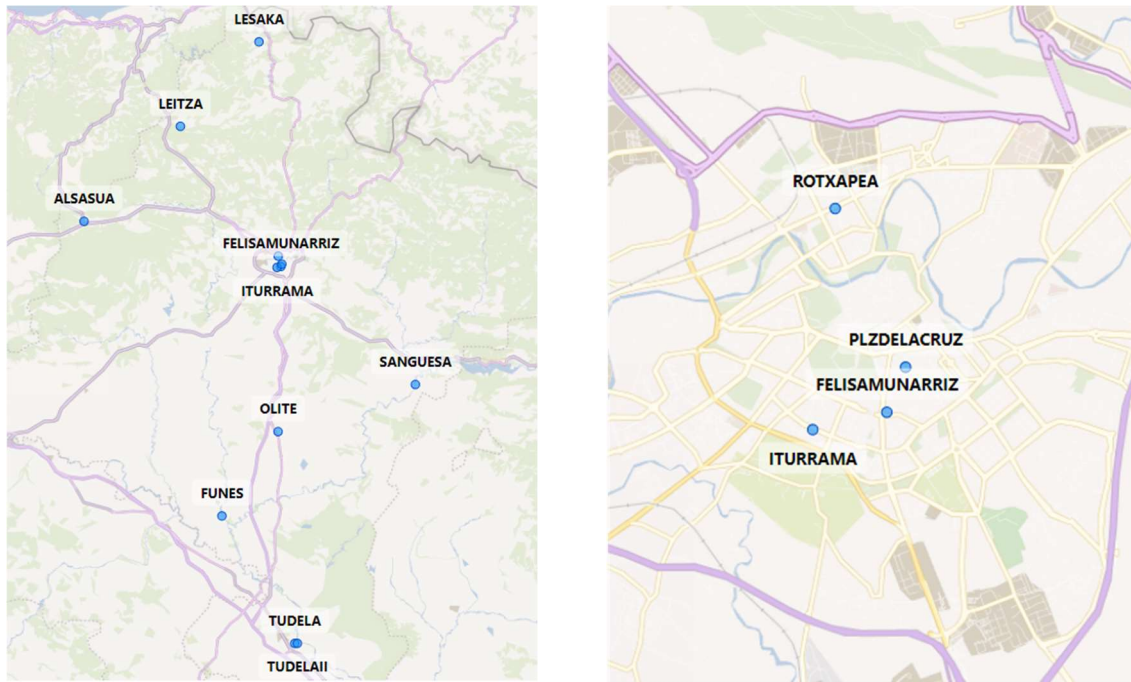 LESAKA
LEITZA
ALSASUA
FELISAMUNARRIZ
ITURRAMA
SANGUESA
OLITE
FUNES
TUDELA
TUDELAII
ROTXAPEA
PLZDELACRUZ
FELISAMUNARRIZ
ITURRAMA